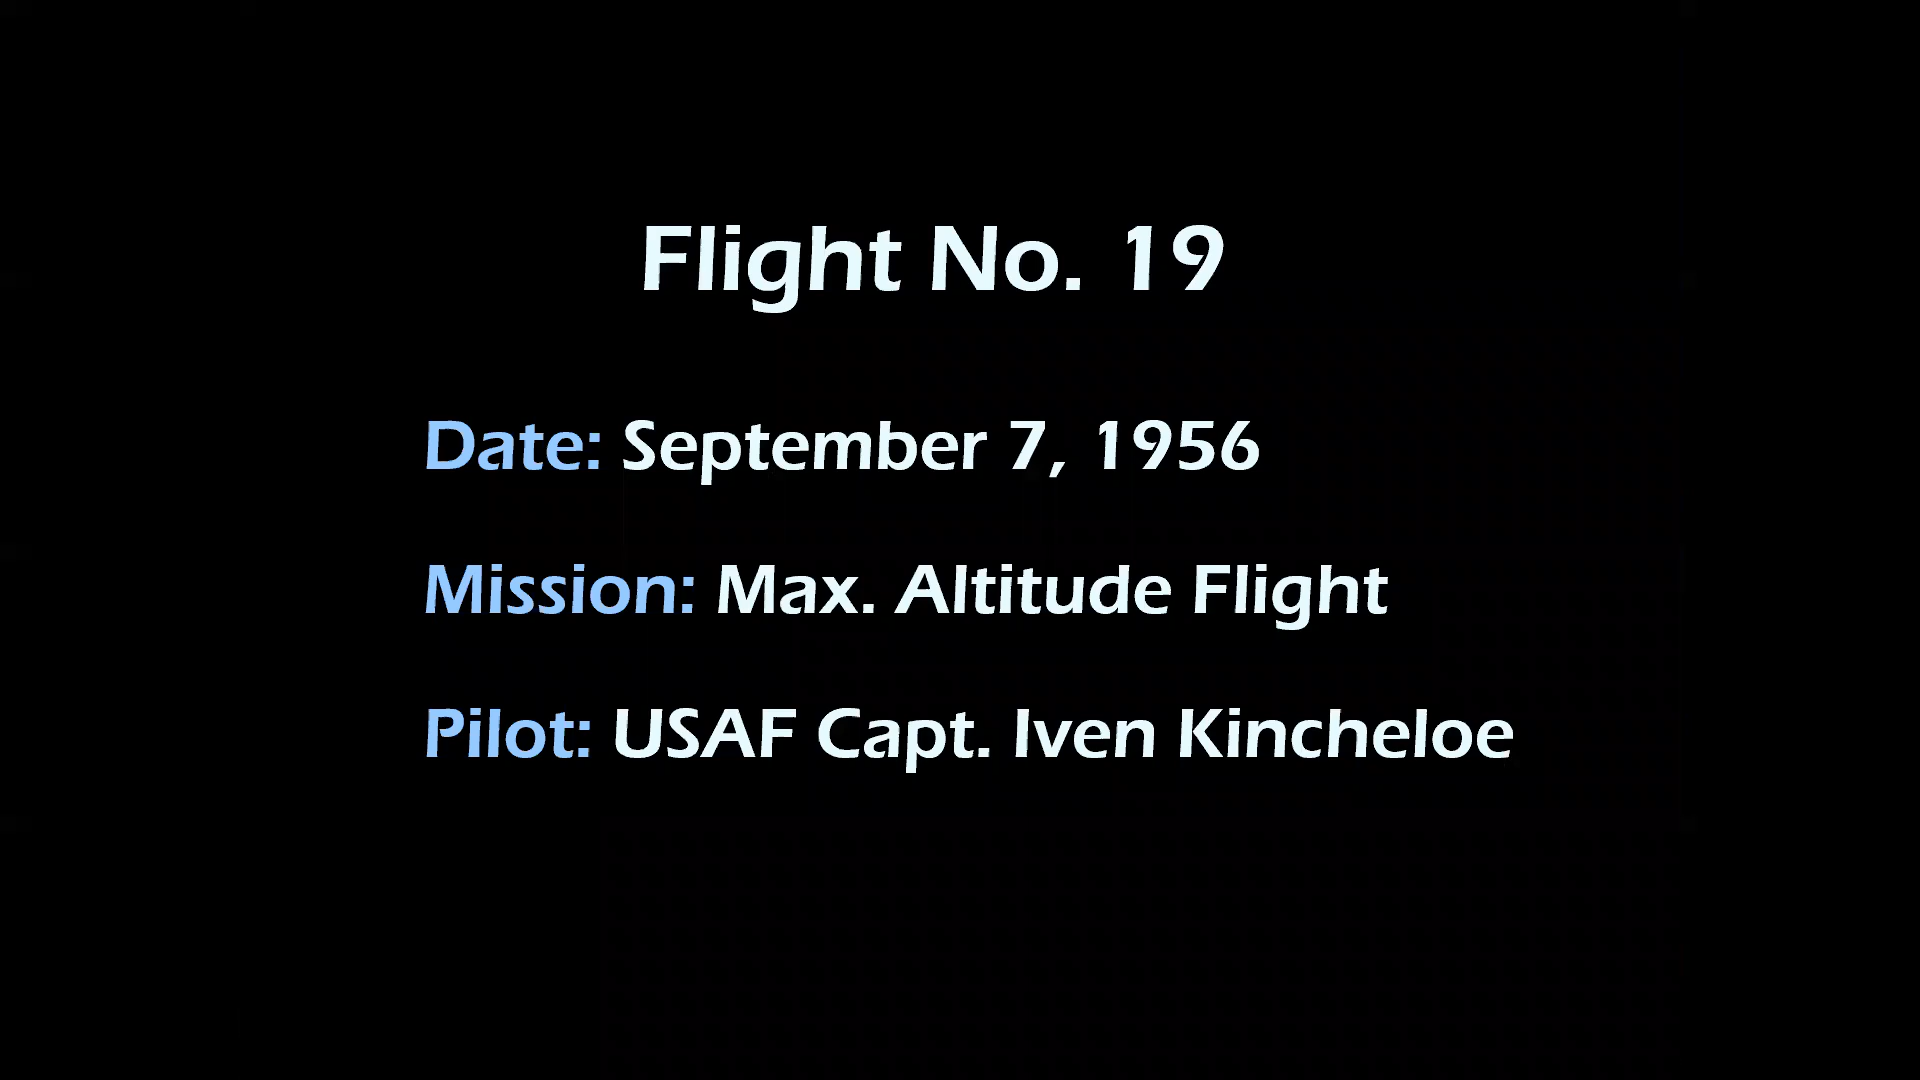 Flight No. 19
Date: September 7, 1956
Mission: Max. Altitude Flight
Pilot: USAF Capt. Iven Kincheloe